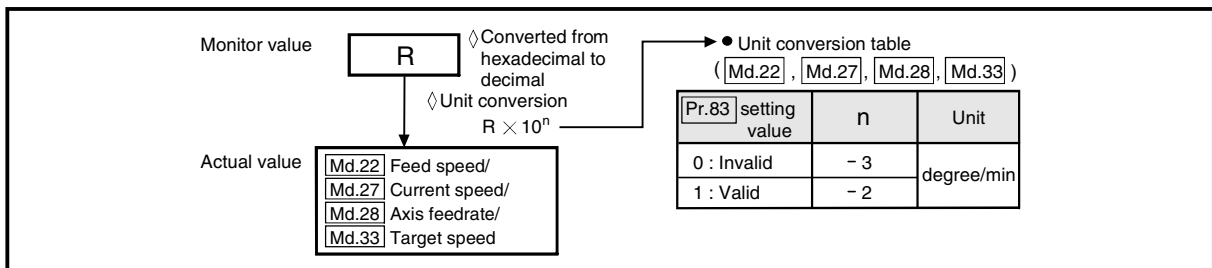 Monitor value
R
◊Converted from
hexadecimal to
decimal
◊Unit conversion
R × 10ⁿ
Actual value
Md.22 Feed speed/
Md.27 Current speed/
Md.28 Axis feedrate/
Md.33 Target speed
● Unit conversion table
( Md.22 , Md.27 , Md.28 , Md.33 )
Pr.83 setting
value
n
Unit
0 : Invalid
− 3
degree/min
1 : Valid
− 2